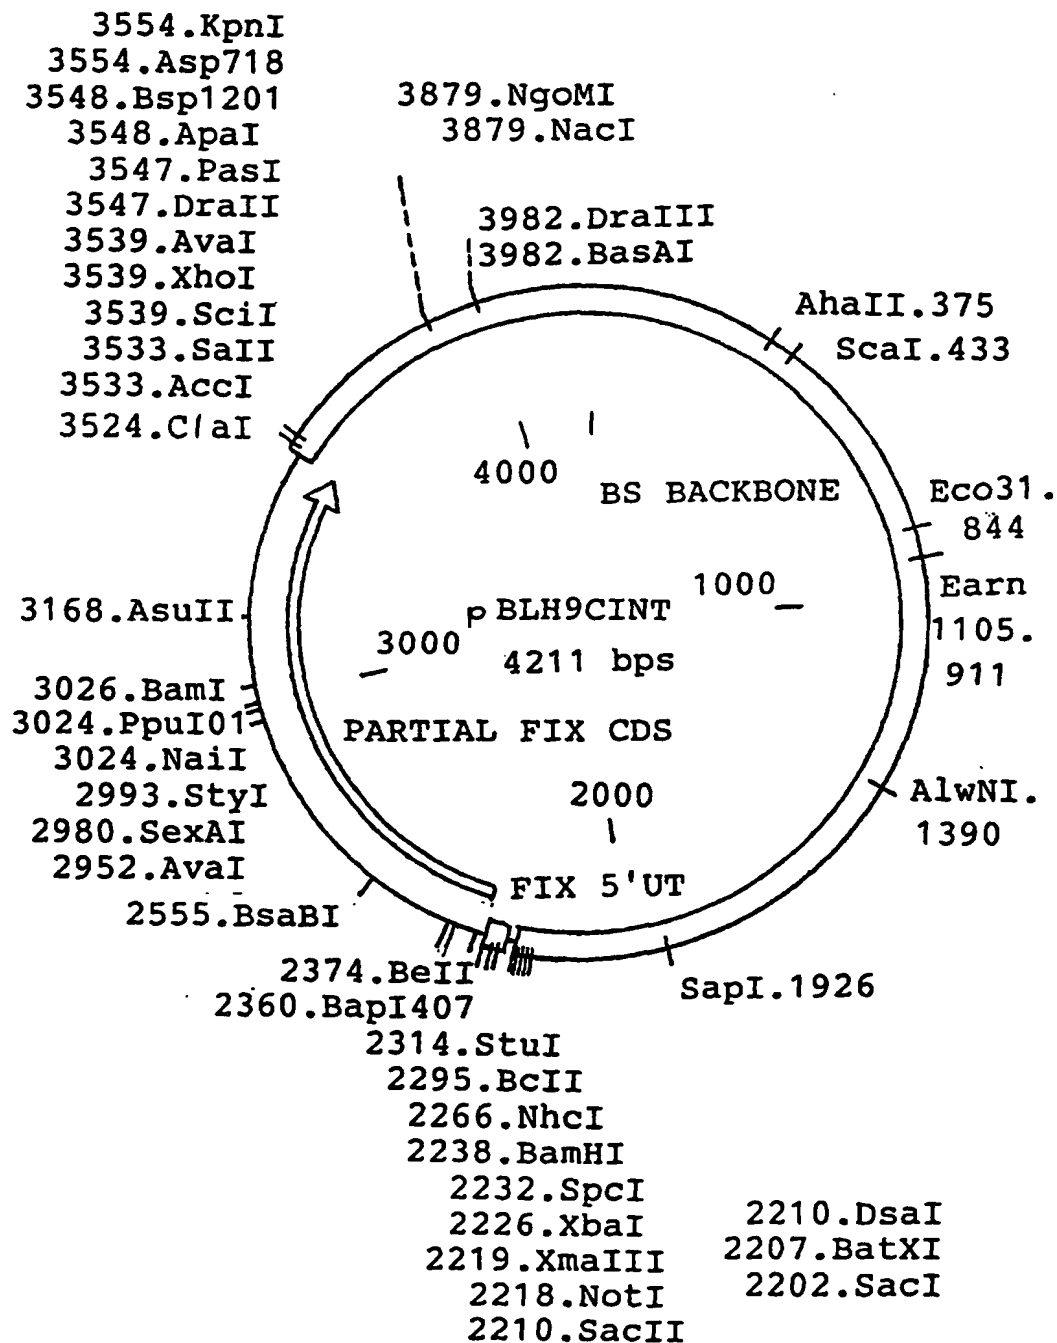 3554.KpnI
3554.Asp718
3548.Bsp1201
3548.ApaI
3547.PasI
3547.DraII
3539.AvaI
3539.XhoI
3539.SciI
3533.SaII
3533.AccI
3524.ClaI
3879.NgoMI
3879.NacI
3982.DraIII
3982.BasAI
AhaII.375
ScaI.433
4000
BS BACKBONE
Eco31.
844
1000
Earn
1105.
911
3168.AsuII.
pBLH9CINT
3000
4211 bps
3026.BamI
3024.PpuI01
3024.NaiI
2993.StyI
2980.SexAI
2952.AvaI
PARTIAL FIX CDS
2000
AlwNI.
1390
2555.BsaBI
FIX 5'UT
SapI.1926
2374.BeII
2360.BapI407
2314.StuI
2295.BcII
2266.NhcI
2238.BamHI
2232.SpcI
2226.XbaI
2219.XmaIII
2218.NotI
2210.SacII
2210.DsaI
2207.BatXI
2202.SacI